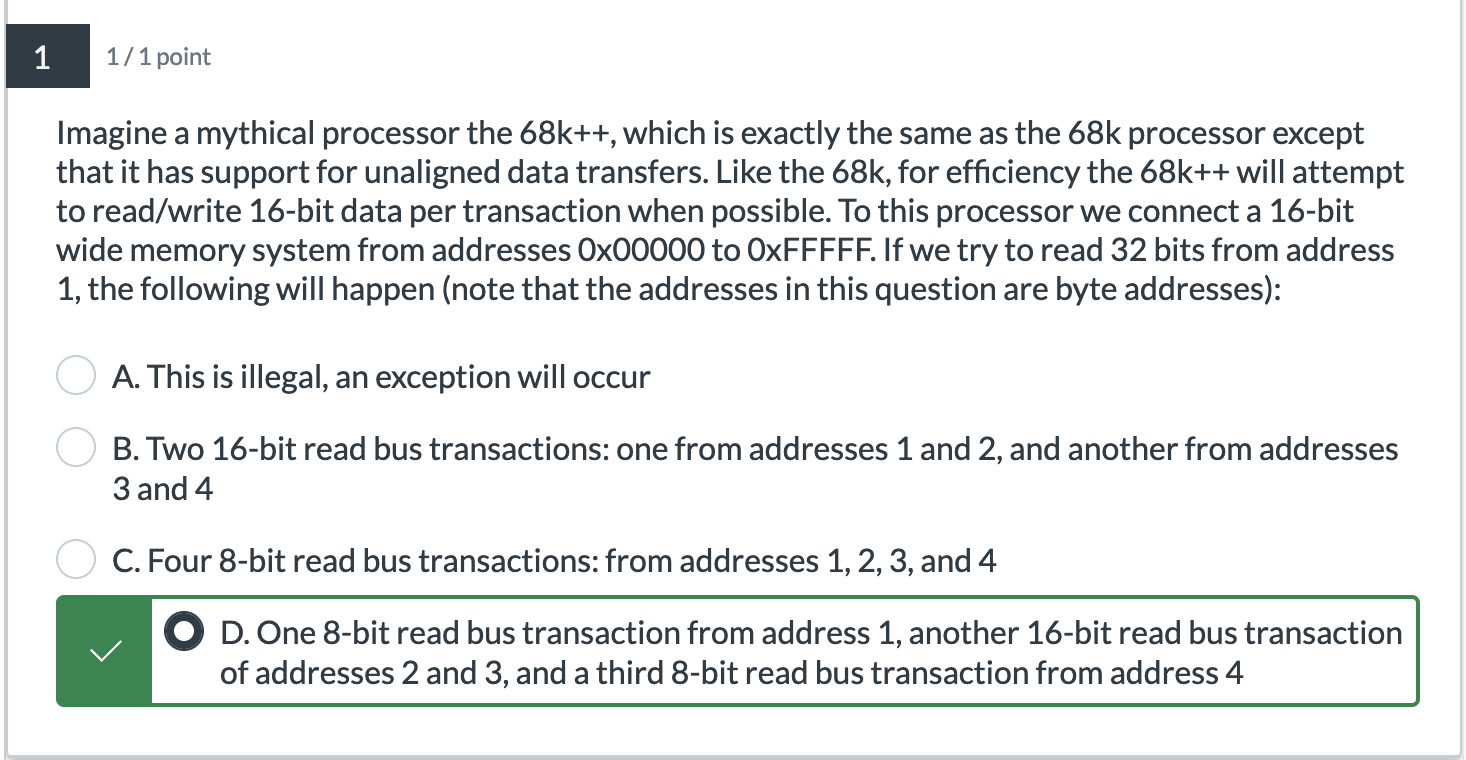 1
1 / 1 point
Imagine a mythical processor the 68k++, which is exactly the same as the 68k processor except
that it has support for unaligned data transfers. Like the 68k, for efficiency the 68k++ will attempt
to read/write 16-bit data per transaction when possible. To this processor we connect a 16-bit
wide memory system from addresses 0x00000 to 0xFFFFF. If we try to read 32 bits from address
1, the following will happen (note that the addresses in this question are byte addresses):
A. This is illegal, an exception will occur
B. Two 16-bit read bus transactions: one from addresses 1 and 2, and another from addresses
3 and 4
C. Four 8-bit read bus transactions: from addresses 1, 2, 3, and 4
D. One 8-bit read bus transaction from address 1, another 16-bit read bus transaction
of addresses 2 and 3, and a third 8-bit read bus transaction from address 4